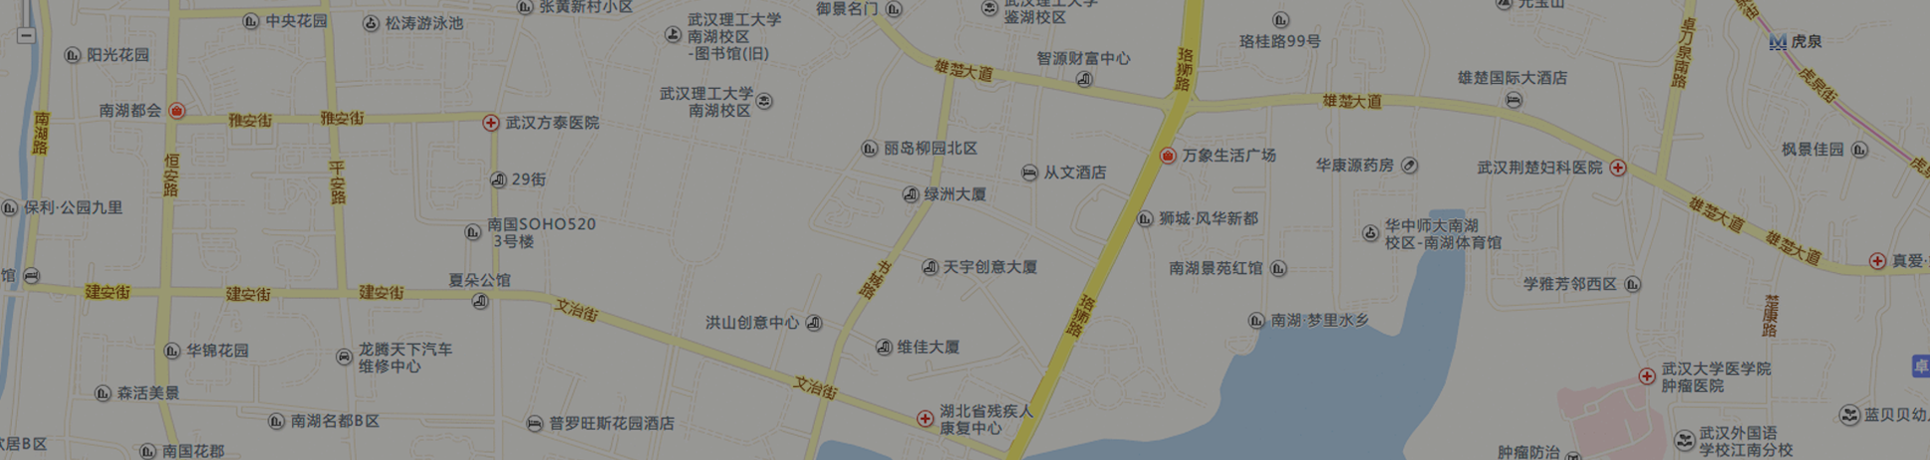 中央花园
松涛游泳池
张黄新村小区
御景名门
武汉理工大学
鉴湖校区
珞桂路99号
元宝山
虎泉
阳光花园
武汉理工大学
南湖校区
-图书馆(旧)
智源财富中心
珞狮路
卓刀泉南路
雄楚大道
雄楚国际大酒店
虎泉街
南湖都会
雅安街
雅安街
武汉方泰医院
武汉理工大学
南湖校区
雄楚大道
南湖路
恒安路
平安路
丽岛柳园北区
从文酒店
万象生活广场
华康源药房
武汉荆楚妇科医院
枫景佳园
29街
绿洲大厦
保利·公园九里
南国SOHO520
3号楼
狮城·风华新都
华中师大南湖
校区-南湖体育馆
雄楚大道
雄楚大道
馆
夏朵公馆
书城路
天宇创意大厦
南湖景苑红馆
学雅芳邻西区
真爱·
建安街
建安街
建安街
文治街
洪山创意中心
珞狮路
南湖·梦里水乡
楚康路
华锦花园
龙腾天下汽车
维修中心
维佳大厦
武汉大学医学院
肿瘤医院
卓
森活美景
文治街
南湖名都B区
普罗旺斯花园酒店
湖北省残疾人
康复中心
蓝贝贝幼
居B区
南国花郡
肿瘤防治
武汉外国语
学校江南分校